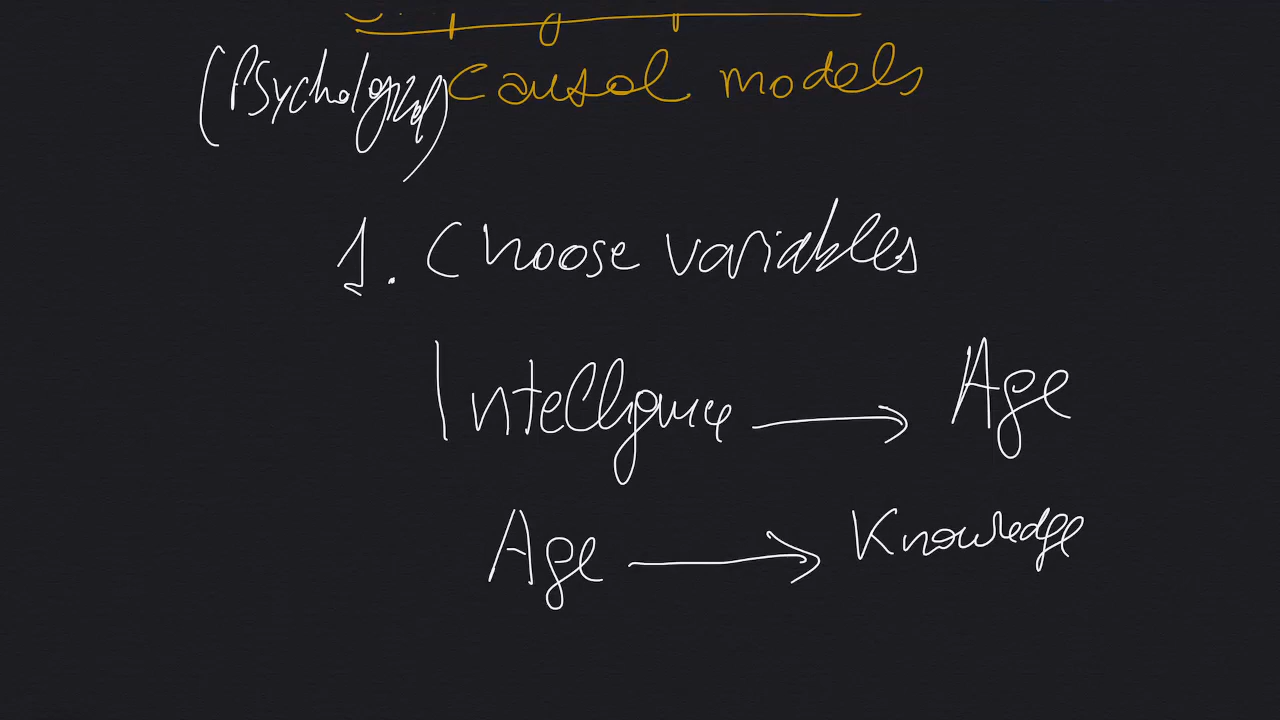 (Psychological) causal models
1. Choose variables
Intelligence → Age
Age → Knowledge